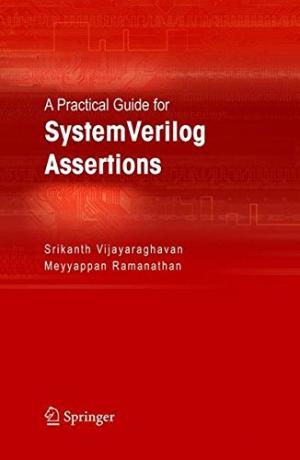 A Practical Guide for
SystemVerilog
Assertions
Srikanth Vijayaraghavan
Meyyappan Ramanathan
Springer